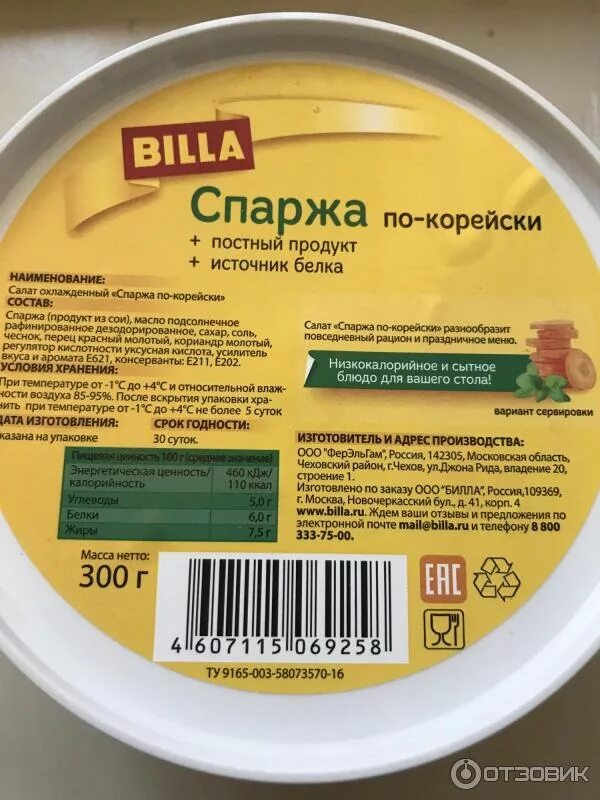 BILLA
Спаржа по-корейски
+ постный продукт
+ источник белка
НАИМЕНОВАНИЕ:
Салат охлажденный «Спаржа по-корейски»
СОСТАВ:
Спаржа (продукт из сои), масло подсолнечное
рафинированное дезодорированное, сахар, соль,
чеснок, перец красный молотый, кориандр молотый,
регулятор кислотности уксусная кислота, усилитель
вкуса и аромата Е621, консерванты: Е211, Е202.
УСЛОВИЯ ХРАНЕНИЯ:
При температуре от -1°С до +4°С и относительной влаж-
ности воздуха 85-95%. После вскрытия упаковки хра-
нить при температуре от -1°С до +4°С не более 5 суток
ДАТА ИЗГОТОВЛЕНИЯ:
указана на упаковке
СРОК ГОДНОСТИ:
30 суток.
Пищевая ценность 100 г (среднее значение)
Энергетическая ценность/ 460 кДж/
калорийность 110 ккал
Углеводы 5,0 г
Белки 6,0 г
Жиры 7,5 г
Масса нетто:
300 г
Салат «Спаржа по-корейски» разнообразит
повседневный рацион и праздничное меню.
Низкокалорийное и сытное
блюдо для вашего стола!
вариант сервировки
ИЗГОТОВИТЕЛЬ И АДРЕС ПРОИЗВОДСТВА:
ООО "ФерЭльГам", Россия, 142305, Московская область,
Чеховский район, г.Чехов, ул.Джона Рида, владение 20,
строение 1.
Изготовлено по заказу ООО "БИЛЛА", Россия,109369,
г. Москва, Новочеркасский бул., д. 41, корп. 4
www.billa.ru. Ждем ваши отзывы и предложения по
электронной почте mail@billa.ru и телефону 8 800
333-75-00.
4 607115 069258
ЕАС
ТУ 9165-003-58073570-16
ОТЗОВИК